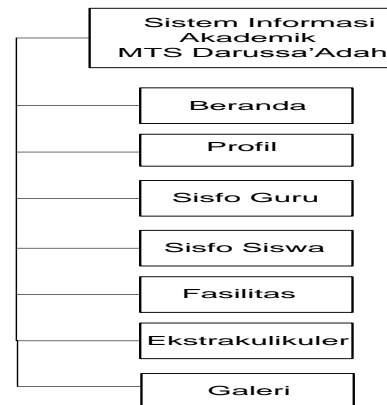 Sistem Informasi
Akademik
MTS Darussa'Adah
Beranda
Profil
Sisfo Guru
Sisfo Siswa
Fasilitas
Ekstrakulikuler
Galeri